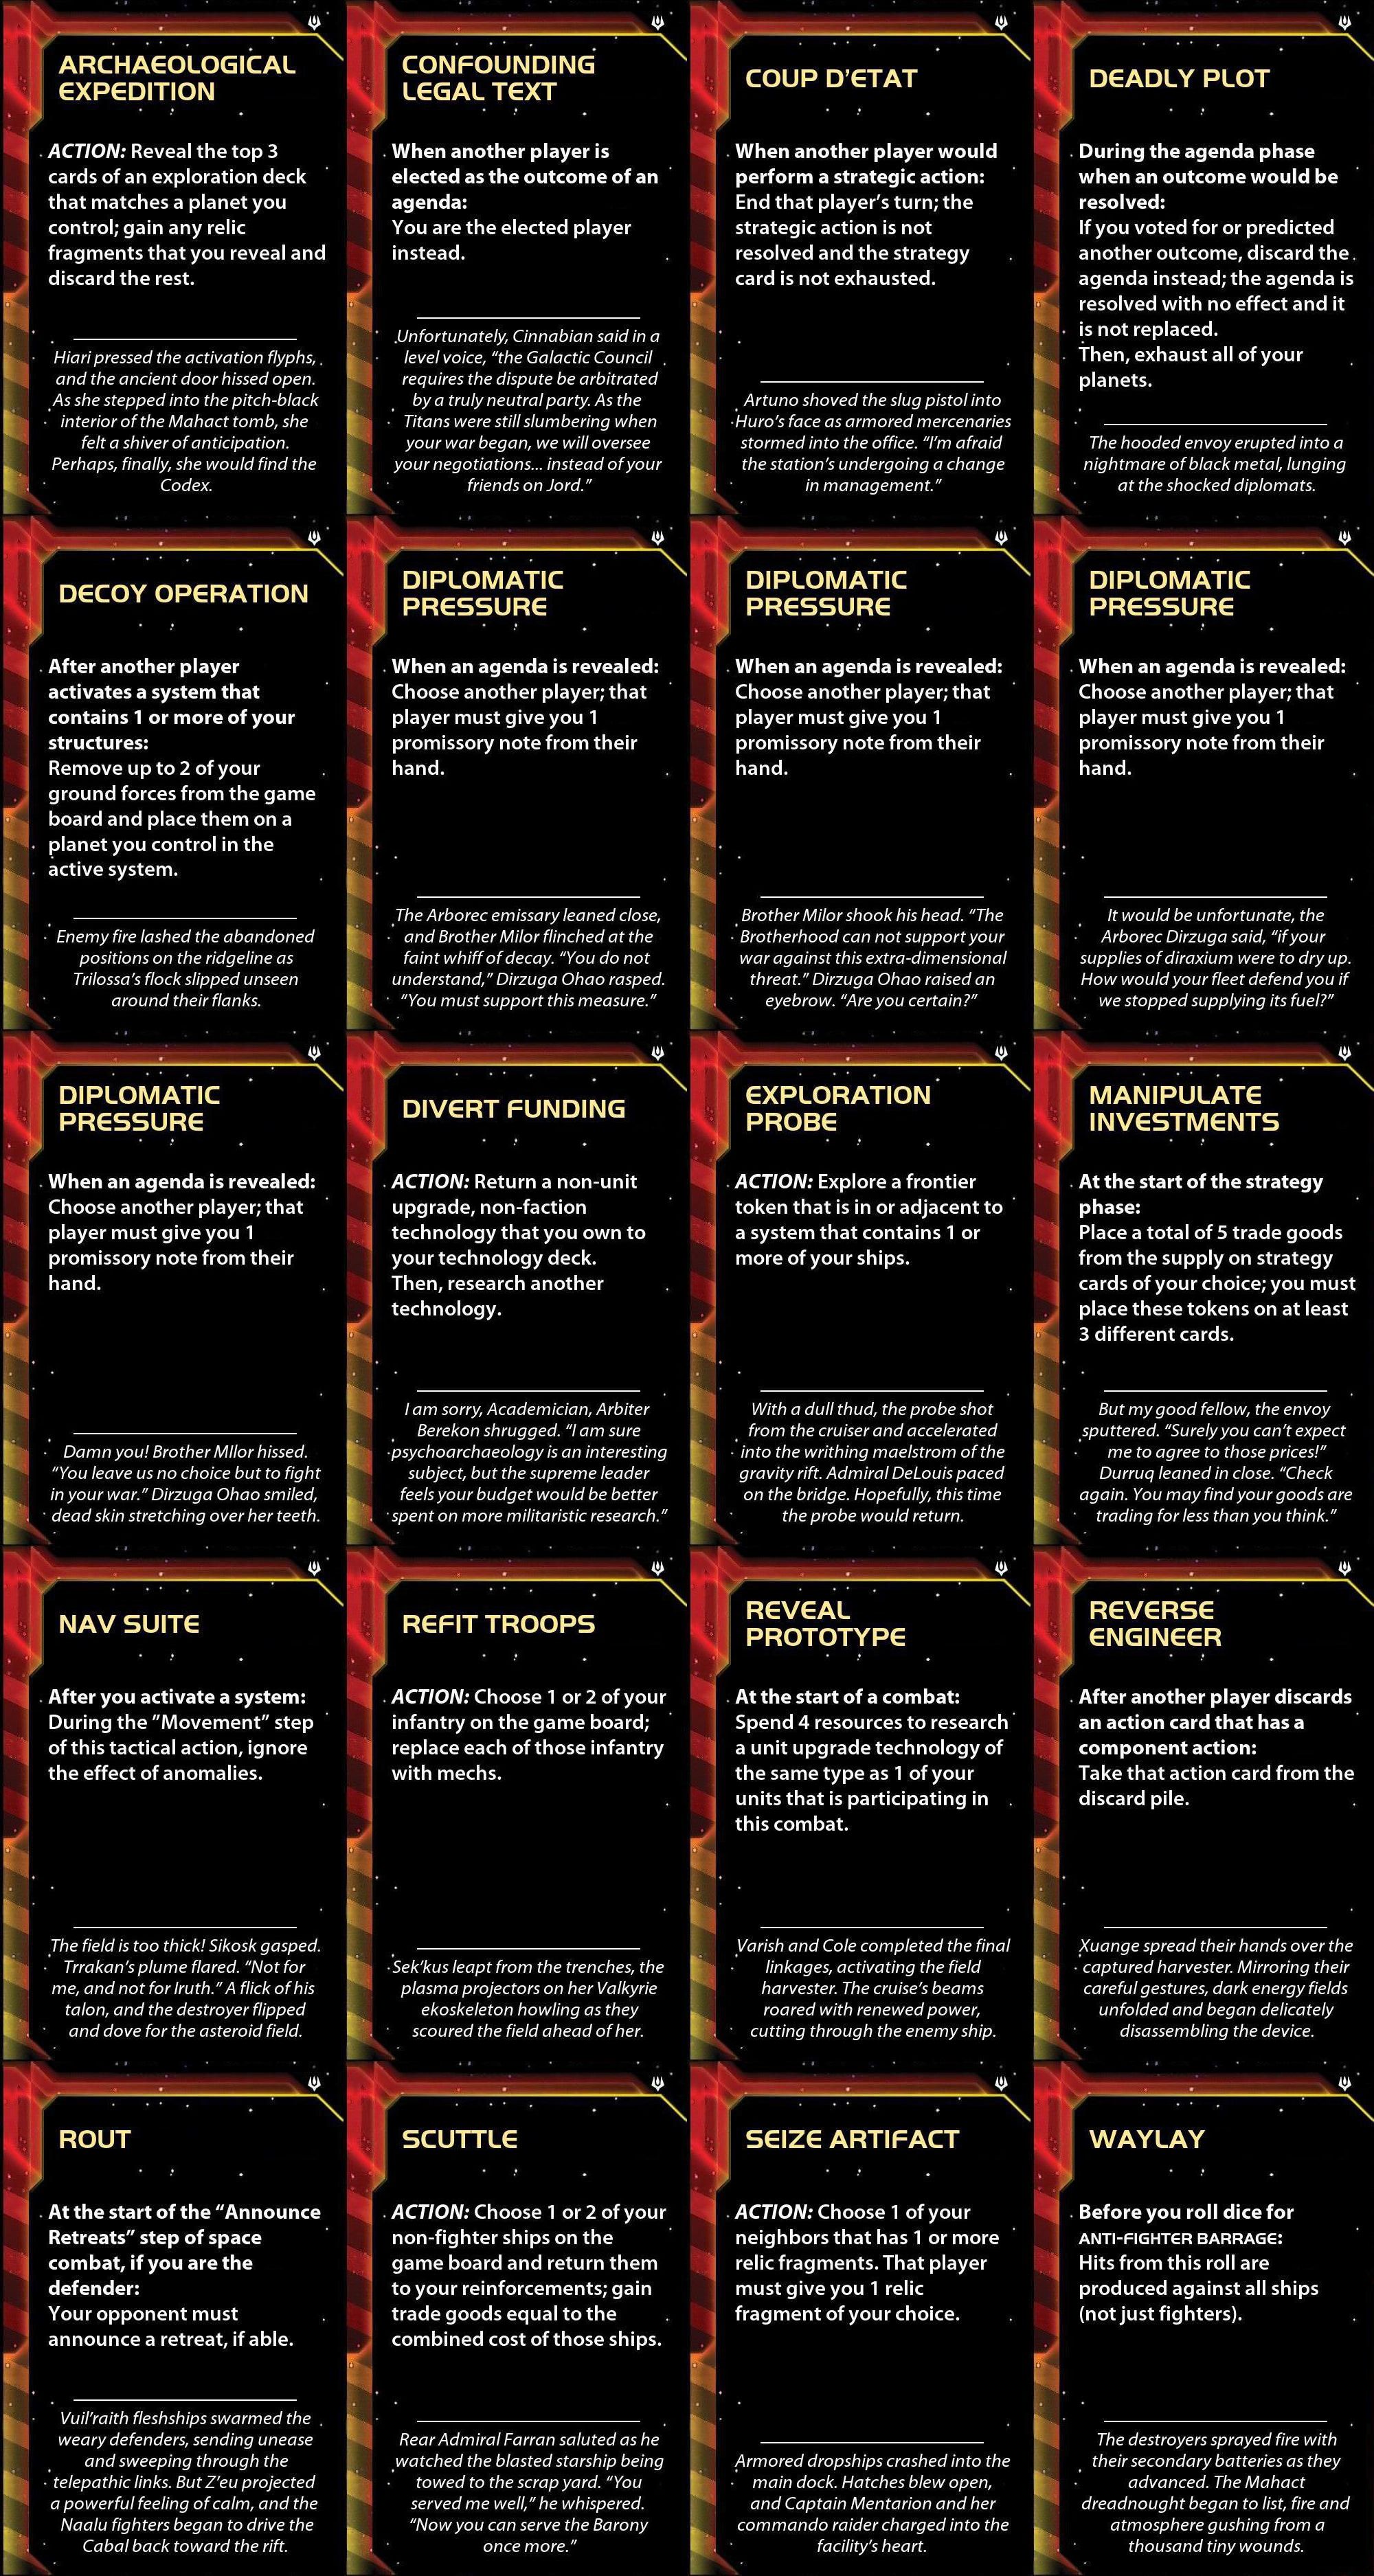 ARCHAEOLOGICAL
EXPEDITION
ACTION: Reveal the top 3
cards of an exploration deck
that matches a planet you
control; gain any relic
fragments that you reveal and
discard the rest.
Hiari pressed the activation flyphs,
and the ancient door hissed open.
As she stepped into the pitch-black
interior of the Mahact tomb, she
felt a shiver of anticipation.
Perhaps, finally, she would find the
Codex.
CONFOUNDING
LEGAL TEXT
When another player is
elected as the outcome of an
agenda:
You are the elected player
instead.
Unfortunately, Cinnabian said in a
level voice, “the Galactic Council
requires the dispute be arbitrated
by a truly neutral party. As the
Titans were still slumbering when
your war began, we will oversee
your negotiations... instead of your
friends on Jord.”
COUP D’ETAT
When another player would
perform a strategic action:
End that player’s turn; the
strategic action is not
resolved and the strategy
card is not exhausted.
Artuno shoved the slug pistol into
Huro’s face as armored mercenaries
stormed into the office. “I’m afraid
the station’s undergoing a change
in management.”
DEADLY PLOT
During the agenda phase
when an outcome would be
resolved:
If you voted for or predicted
another outcome, discard the
agenda instead; the agenda is
resolved with no effect and it
is not replaced.
Then, exhaust all of your
planets.
The hooded envoy erupted into a
nightmare of black metal, lunging
at the shocked diplomats.
DECOY OPERATION
After another player
activates a system that
contains 1 or more of your
structures:
Remove up to 2 of your
ground forces from the game
board and place them on a
planet you control in the
active system.
Enemy fire lashed the abandoned
positions on the ridgeline as
Trilossa’s flock slipped unseen
around their flanks.
DIPLOMATIC
PRESSURE
When an agenda is revealed:
Choose another player; that
player must give you 1
promissory note from their
hand.
The Arborec emissary leaned close,
and Brother Milor flinched at the
faint whiff of decay. “You do not
understand,” Dirzuga Ohao rasped.
“You must support this measure.”
DIPLOMATIC
PRESSURE
When an agenda is revealed:
Choose another player; that
player must give you 1
promissory note from their
hand.
Brother Milor shook his head. “The
Brotherhood can not support your
war against this extra-dimensional
threat.” Dirzuga Ohao raised an
eyebrow. “Are you certain?”
DIPLOMATIC
PRESSURE
When an agenda is revealed:
Choose another player; that
player must give you 1
promissory note from their
hand.
It would be unfortunate, the
Arborec Dirzuga said, “if your
supplies of diraxium were to dry up.
How would your fleet defend you if
we stopped supplying its fuel?”
DIPLOMATIC
PRESSURE
When an agenda is revealed:
Choose another player; that
player must give you 1
promissory note from their
hand.
Damn you! Brother MIlor hissed.
“You leave us no choice but to fight
in your war.” Dirzuga Ohao smiled,
dead skin stretching over her teeth.
DIVERT FUNDING
ACTION: Return a non-unit
upgrade, non-faction
technology that you own to
your technology deck.
Then, research another
technology.
I am sorry, Academician, Arbiter
Berekon shrugged. “I am sure
psychoarchaeology is an interesting
subject, but the supreme leader
feels your budget would be better
spent on more militaristic research.”
EXPLORATION
PROBE
ACTION: Explore a frontier
token that is in or adjacent to
a system that contains 1 or
more of your ships.
With a dull thud, the probe shot
from the cruiser and accelerated
into the writhing maelstrom of the
gravity rift. Admiral DeLouis paced
on the bridge. Hopefully, this time
the probe would return.
MANIPULATE
INVESTMENTS
At the start of the strategy
phase:
Place a total of 5 trade goods
from the supply on strategy
cards of your choice; you must
place these tokens on at least
3 different cards.
But my good fellow, the envoy
sputtered. “Surely you can’t expect
me to agree to those prices!”
Durruq leaned in close. “Check
again. You may find your goods are
trading for less than you think.”
NAV SUITE
After you activate a system:
During the ”Movement” step
of this tactical action, ignore
the effect of anomalies.
The field is too thick! Sikosk gasped.
Trrakan’s plume flared. “Not for
me, and not for Iruth.” A flick of his
talon, and the destroyer flipped
and dove for the asteroid field.
REFIT TROOPS
ACTION: Choose 1 or 2 of your
infantry on the game board;
replace each of those infantry
with mechs.
Sek’kus leapt from the trenches, the
plasma projectors on her Valkyrie
ekoskeleton howling as they
scoured the field ahead of her.
REVEAL
PROTOTYPE
At the start of a combat:
Spend 4 resources to research
a unit upgrade technology of
the same type as 1 of your
units that is participating in
this combat.
Varish and Cole completed the final
linkages, activating the field
harvester. The cruise’s beams
roared with renewed power,
cutting through the enemy ship.
REVERSE
ENGINEER
After another player discards
an action card that has a
component action:
Take that action card from the
discard pile.
Xuange spread their hands over the
captured harvester. Mirroring their
careful gestures, dark energy fields
unfolded and began delicately
disassembling the device.
ROUT
At the start of the “Announce
Retreats” step of space
combat, if you are the
defender:
Your opponent must
announce a retreat, if able.
Vuil’raith fleshships swarmed the
weary defenders, sending unease
and sweeping through the
telepathic links. But Z’eu projected
a powerful feeling of calm, and the
Naalu fighters began to drive the
Cabal back toward the rift.
SCUTTLE
ACTION: Choose 1 or 2 of your
non-fighter ships on the
game board and return them
to your reinforcements; gain
trade goods equal to the
combined cost of those ships.
Rear Admiral Farran saluted as he
watched the blasted starship being
towed to the scrap yard. “You
served me well,” he whispered.
“Now you can serve the Barony
once more.”
SEIZE ARTIFACT
ACTION: Choose 1 of your
neighbors that has 1 or more
relic fragments. That player
must give you 1 relic
fragment of your choice.
Armored dropships crashed into the
main dock. Hatches blew open,
and Captain Mentarion and her
commando raider charged into the
facility’s heart.
WAYLAY
Before you roll dice for
ANTI-FIGHTER BARRAGE:
Hits from this roll are
produced against all ships
(not just fighters).
The destroyers sprayed fire with
their secondary batteries as they
advanced. The Mahact
dreadnought began to list, fire and
atmosphere gushing from a
thousand tiny wounds.